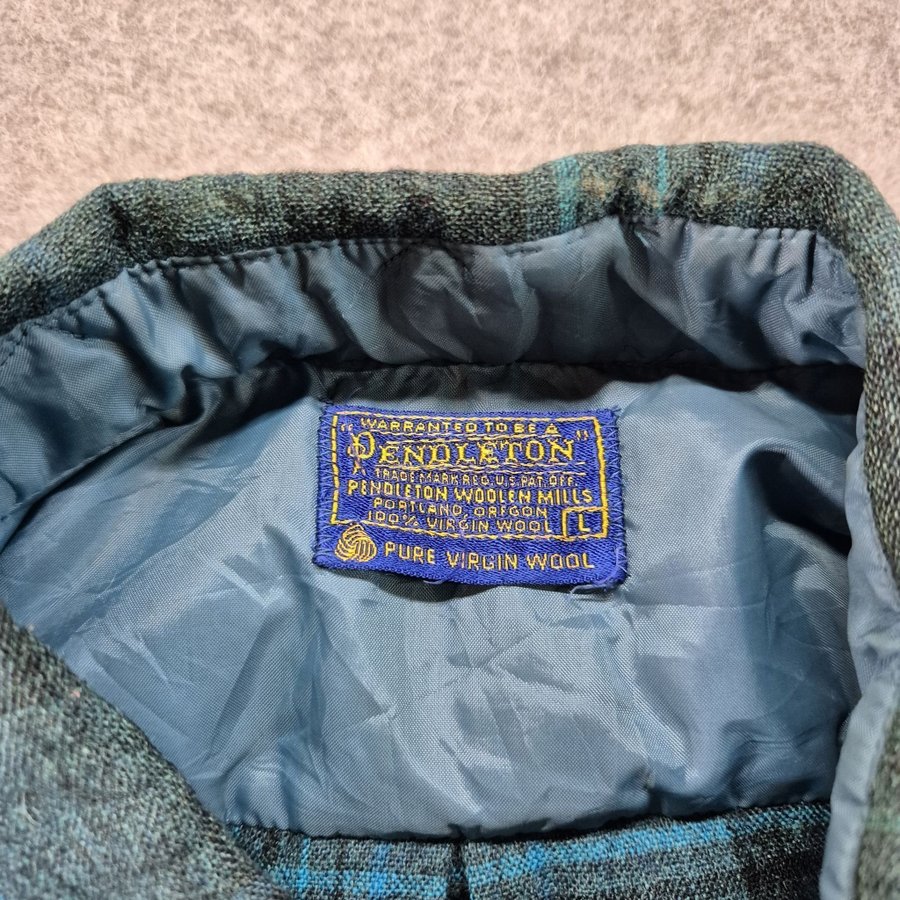 WARRANTED TO BE A
"PENDLETON"
TRADE MARK REG. U.S. PAT. OFF.
PENDLETON WOOLEN MILLS
PORTLAND, OREGON
100% VIRGIN WOOL L
PURE VIRGIN WOOL